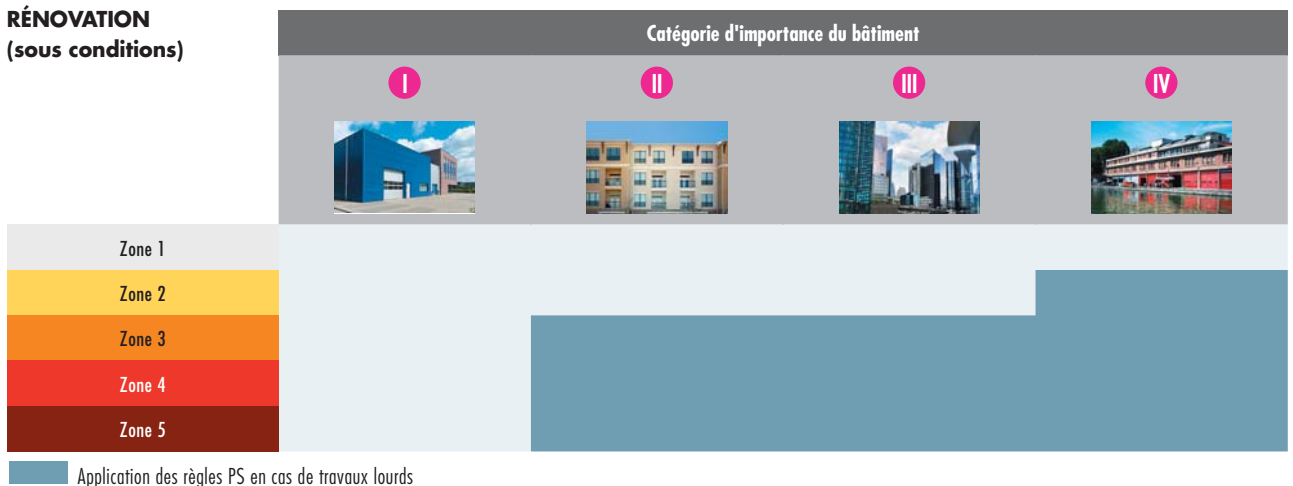 RÉNOVATION
(sous conditions)
Catégorie d'importance du bâtiment
I II III IV
Zone 1
Zone 2
Zone 3
Zone 4
Zone 5
Application des règles PS en cas de travaux lourds